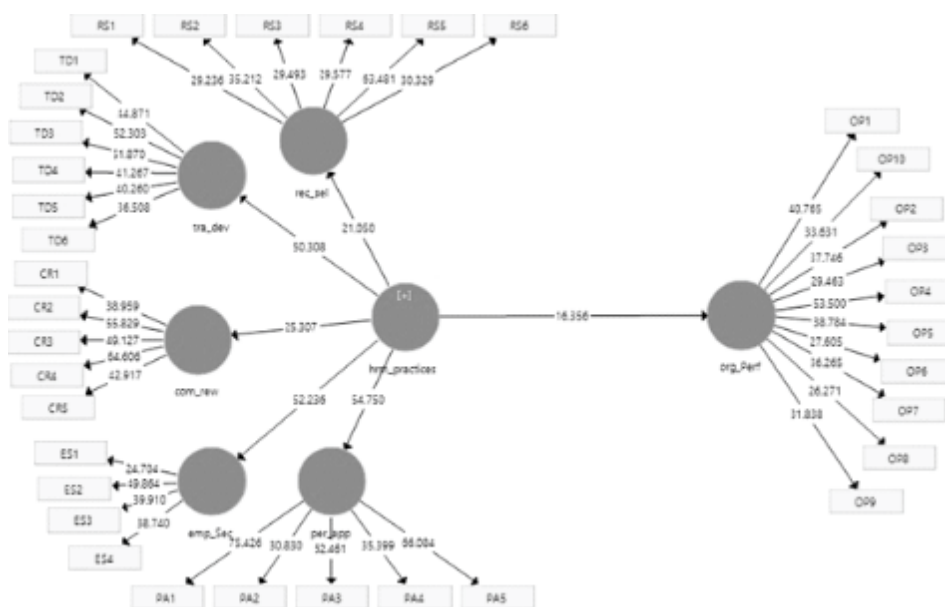 RS1
RS2
RS3
RS4
RS5
RS6
29.236
35.212
29.493
29.577
63.481
30.329
rec_sel
TD1
TD2
TD3
TD4
TD5
TD6
44.871
52.303
51.870
41.267
40.260
36.508
tra_dev
21.050
50.308
CR1
CR2
CR3
CR4
CR5
38.959
55.829
49.127
64.606
42.917
com_rew
25.307
[+]
hrm_practices
16.356
52.236
54.750
ES1
ES2
ES3
ES4
24.704
49.864
39.910
38.740
emp_Sec
per_app
75.426
30.830
52.461
35.399
66.084
PA1
PA2
PA3
PA4
PA5
OP1
OP10
OP2
OP3
OP4
OP5
OP6
OP7
OP8
OP9
40.765
33.631
37.746
29.463
53.500
38.784
27.605
36.265
26.271
31.838
org_Perf